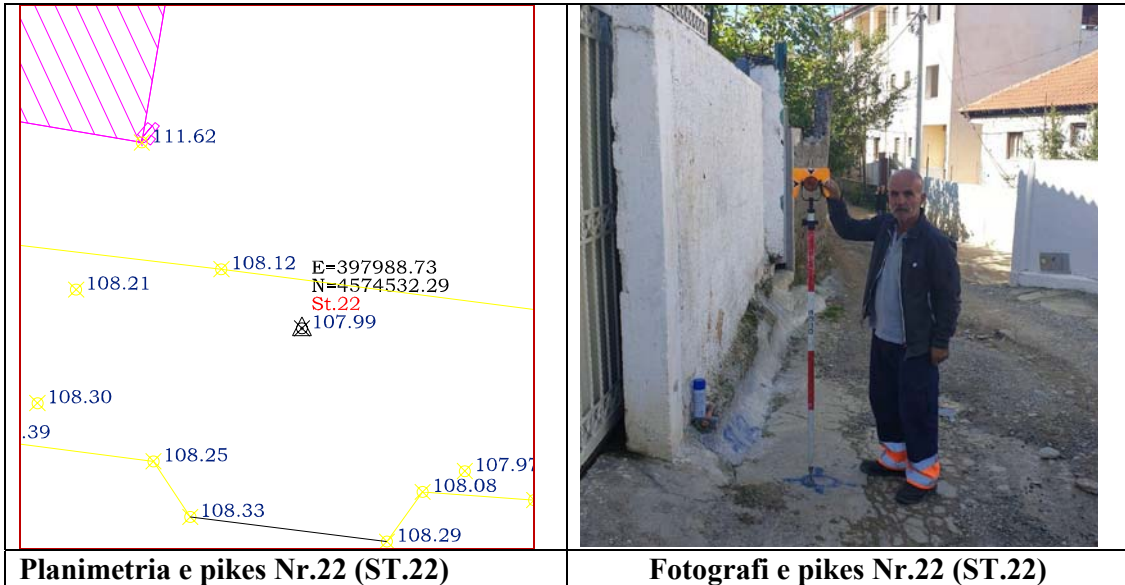 111.62
108.12
E=397988.73
108.21
N=4574532.29
St.22
107.99
108.30
.39
108.25
107.97
108.08
108.33
108.29
Planimetria e pikes Nr.22 (ST.22)
Fotografi e pikes Nr.22 (ST.22)